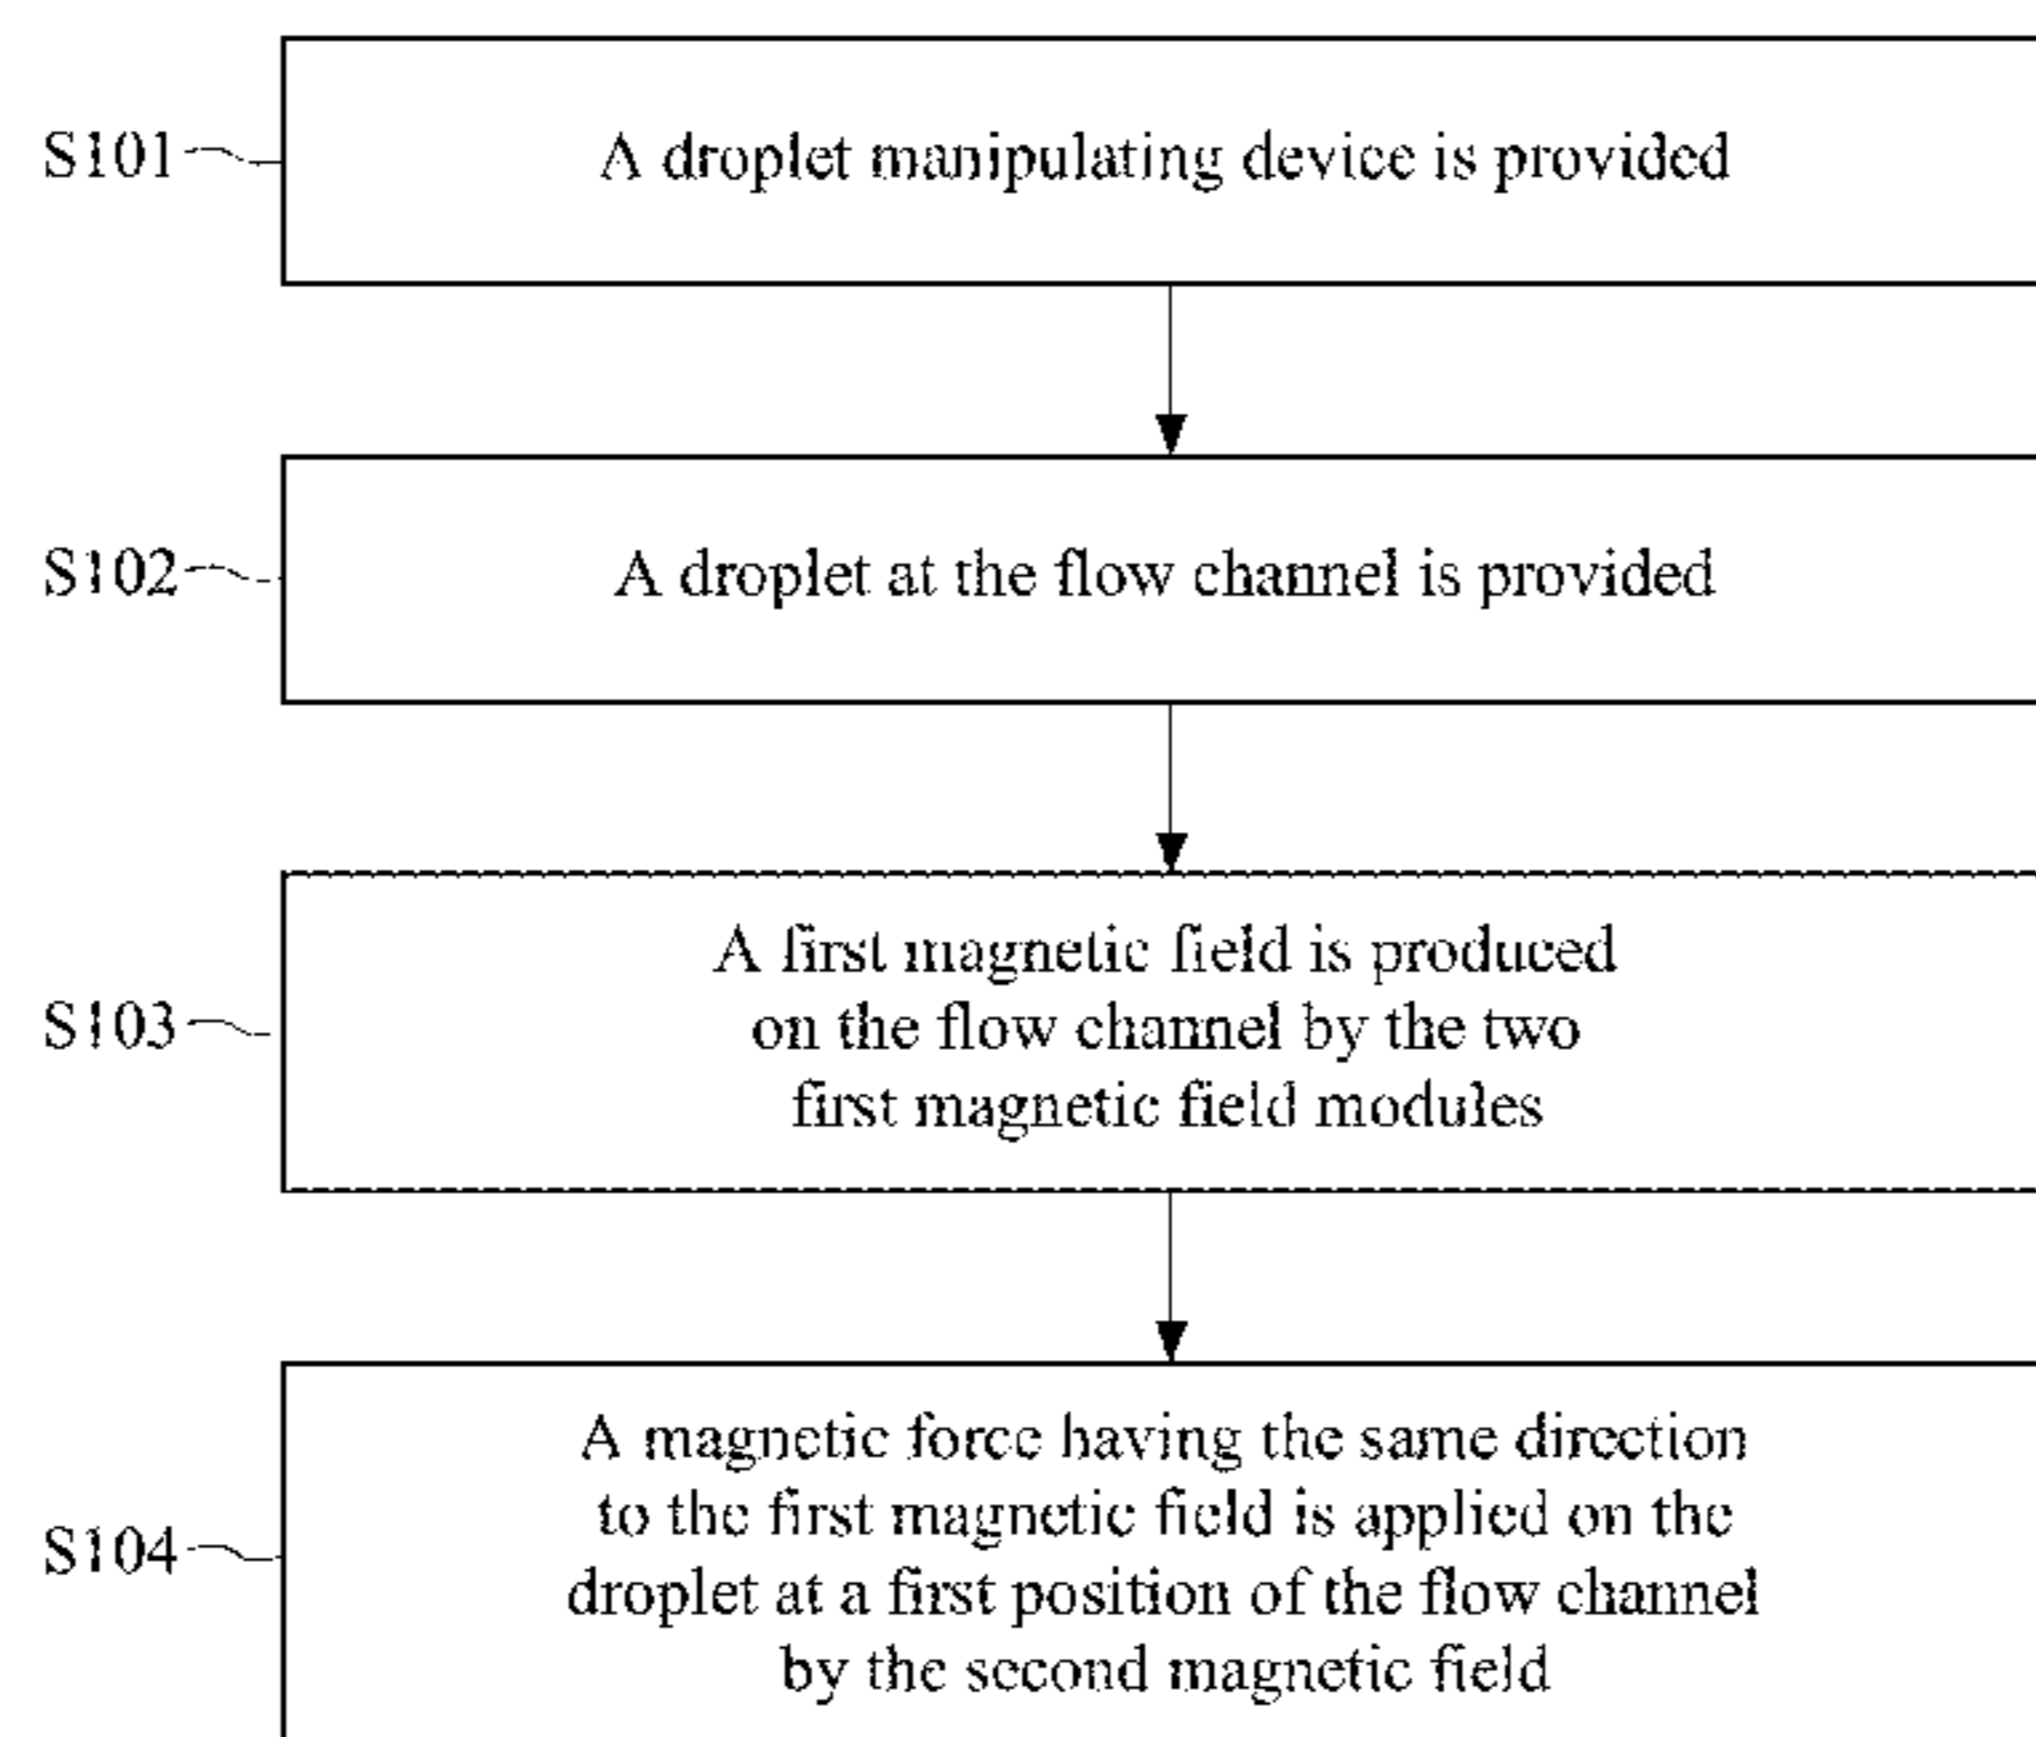 S101
A droplet manipulating device is provided
S102
A droplet at the flow channel is provided
S103
A first magnetic field is produced
on the flow channel by the two
first magnetic field modules
S104
A magnetic force having the same direction
to the first magnetic field is applied on the
droplet at a first position of the flow channel
by the second magnetic field